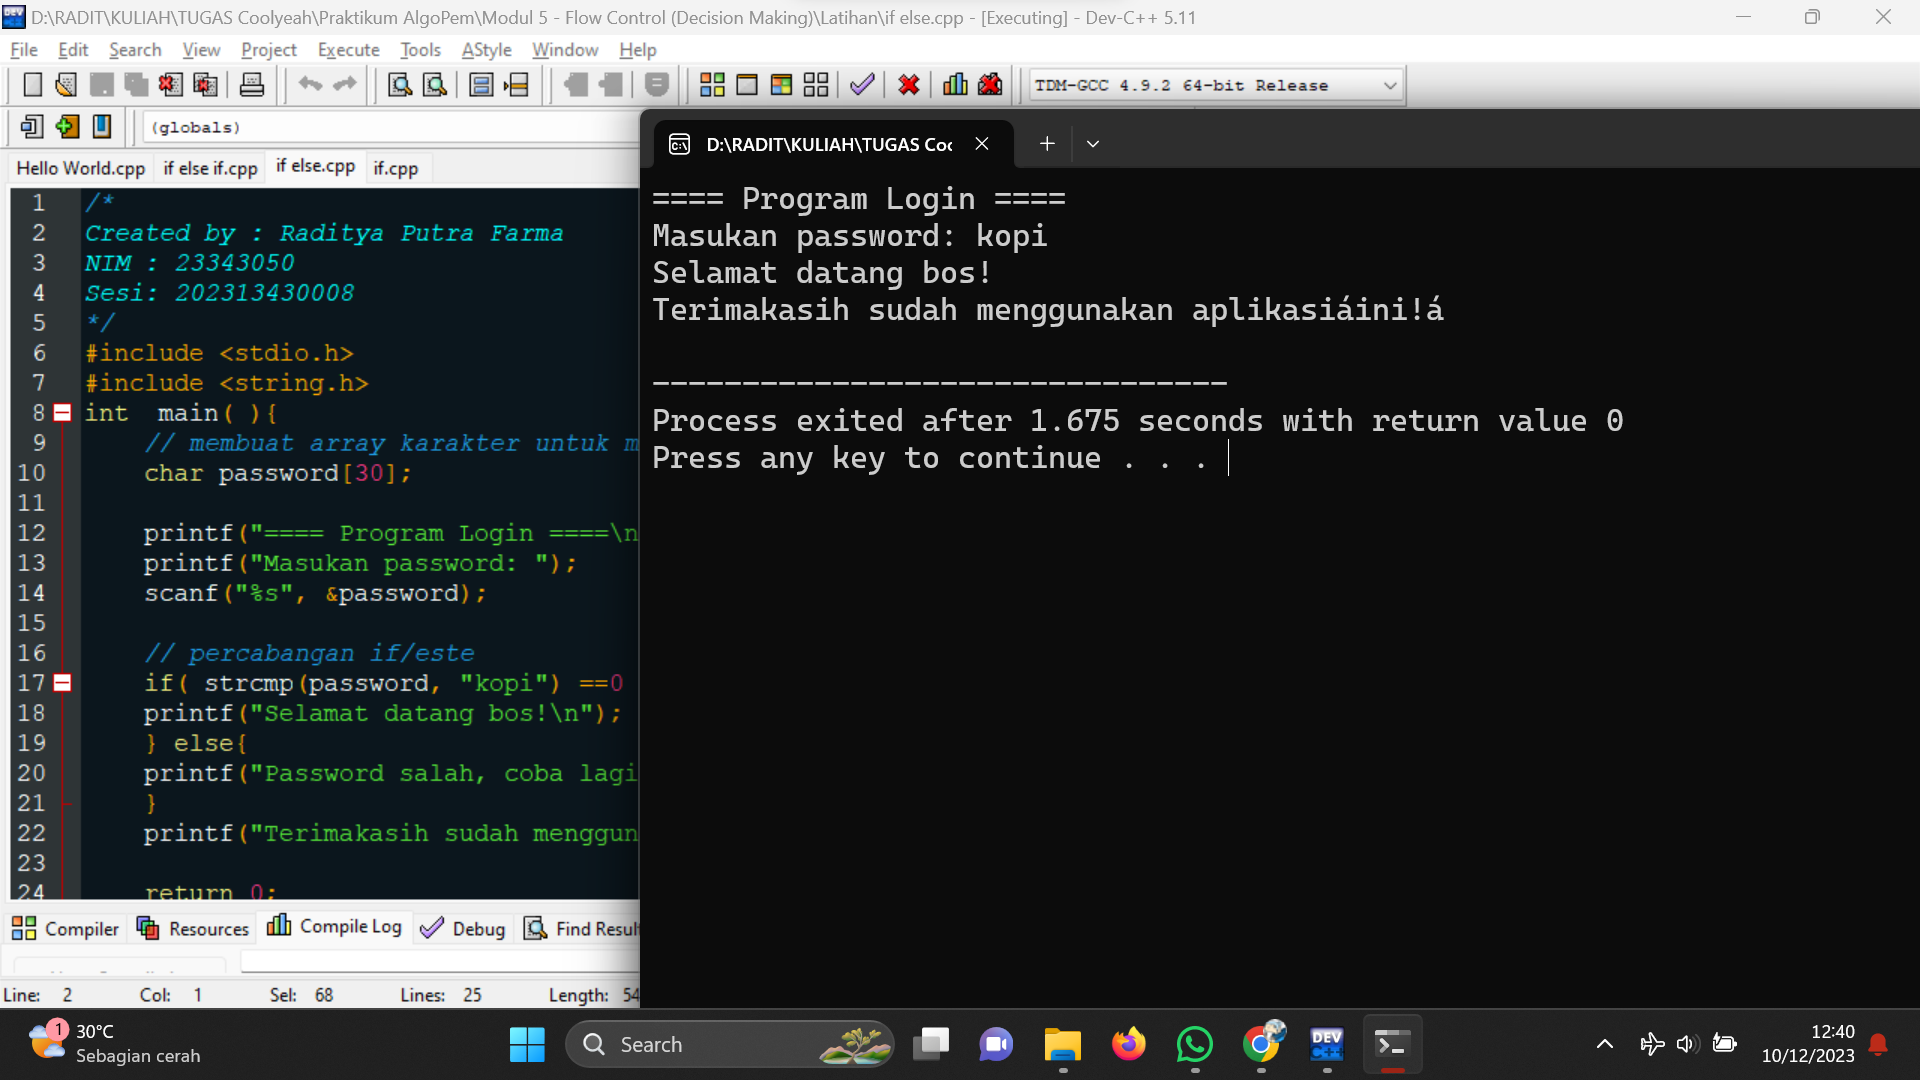 D:\RADIT\KULIAH\TUGAS Coolyeah\Praktikum AlgoPem\Modul 5 - Flow Control (Decision Making)\Latihan\if else.cpp - [Executing] - Dev-C++ 5.11
File Edit Search View Project Execute Tools AStyle Window Help
TDM-GCC 4.9.2 64-bit Release
(globals)
Hello World.cpp if else if.cpp if else.cpp if.cpp
1 /*
2 Created by : Raditya Putra Farma
3 NIM : 23343050
4 Sesi: 202313430008
5 */
6 #include <stdio.h>
7 #include <string.h>
8 int  main( ){
9 // membuat array karakter untuk m
10 char password[30];
11
12 printf("==== Program Login ====\n
13 printf("Masukan password: ");
14 scanf("%s", &password);
15
16 // percabangan if/este
17 if( strcmp(password, "kopi") ==0
18 printf("Selamat datang bos!\n");
19 } else{
20 printf("Password salah, coba lagi
21 }
22 printf("Terimakasih sudah menggun
23
24 return 0;
Compiler Resources Compile Log Debug Find Resul
Line: 2 Col: 1 Sel: 68 Lines: 25 Length: 54
D:\RADIT\KULIAH\TUGAS Coo
==== Program Login ====
Masukan password: kopi
Selamat datang bos!
Terimakasih sudah menggunakan aplikasiáini!á
--------------------------------
Process exited after 1.675 seconds with return value 0
Press any key to continue . . .
1
30°C
Sebagian cerah
Search
DEV
C++
12:40
10/12/2023